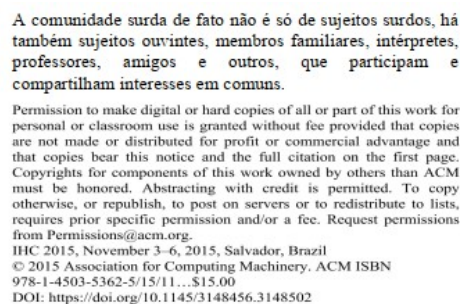 A comunidade surda de fato não é só de sujeitos surdos, há
também sujeitos ouvintes, membros familiares, intérpretes,
professores, amigos e outros, que participam e
compartilham interesses em comuns.
Permission to make digital or hard copies of all or part of this work for
personal or classroom use is granted without fee provided that copies
are not made or distributed for profit or commercial advantage and
that copies bear this notice and the full citation on the first page.
Copyrights for components of this work owned by others than ACM
must be honored. Abstracting with credit is permitted. To copy
otherwise, or republish, to post on servers or to redistribute to lists,
requires prior specific permission and/or a fee. Request permissions
from Permissions@acm.org.
IHC 2015, November 3–6, 2015, Salvador, Brazil
© 2015 Association for Computing Machinery. ACM ISBN
978-1-4503-5362-5/15/11...$15.00
DOI: https://doi.org/10.1145/3148456.3148502